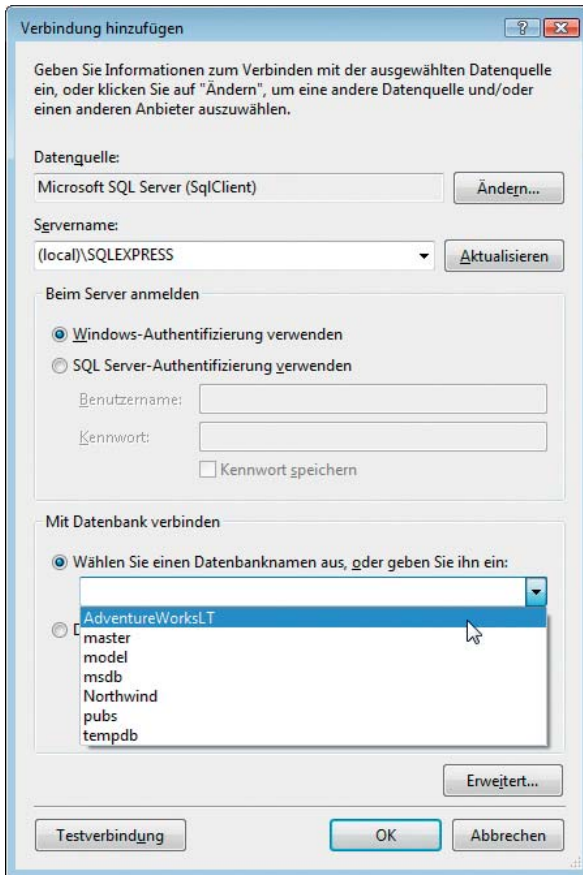 Verbindung hinzufügen
Geben Sie Informationen zum Verbinden mit der ausgewählten Datenquelle
ein, oder klicken Sie auf "Ändern", um eine andere Datenquelle und/oder
einen anderen Anbieter auszuwählen.
Datenquelle:
Microsoft SQL Server (SqlClient)
Ändern...
Servername:
(local)\SQLEXPRESS
Aktualisieren
Beim Server anmelden
Windows-Authentifizierung verwenden
SQL Server-Authentifizierung verwenden
Benutzername:
Kennwort:
Kennwort speichern
Mit Datenbank verbinden
Wählen Sie einen Datenbanknamen aus, oder geben Sie ihn ein:
AdventureWorksLT
master
model
msdb
Northwind
pubs
tempdb
Erweitert...
Testverbindung
OK
Abbrechen